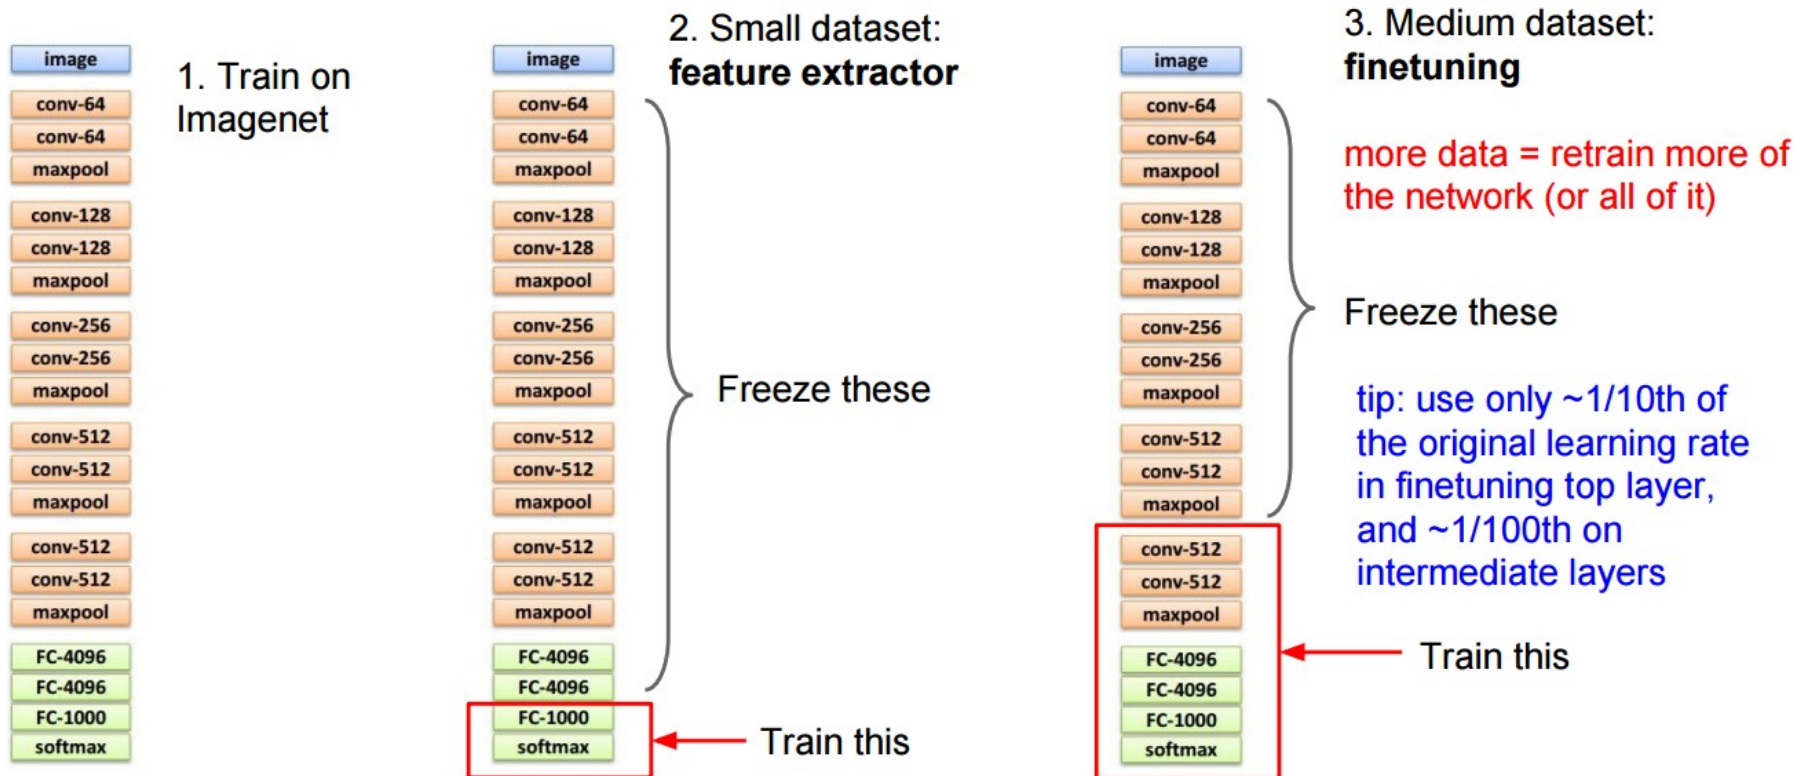 image
conv-64
conv-64
maxpool
conv-128
conv-128
maxpool
conv-256
conv-256
maxpool
conv-512
conv-512
maxpool
conv-512
conv-512
maxpool
FC-4096
FC-4096
FC-1000
softmax
1. Train on
Imagenet
image
conv-64
conv-64
maxpool
conv-128
conv-128
maxpool
conv-256
conv-256
maxpool
conv-512
conv-512
maxpool
conv-512
conv-512
maxpool
FC-4096
FC-4096
FC-1000
softmax
2. Small dataset:
feature extractor
Freeze these
Train this
image
conv-64
conv-64
maxpool
conv-128
conv-128
maxpool
conv-256
conv-256
maxpool
conv-512
conv-512
maxpool
conv-512
conv-512
maxpool
FC-4096
FC-4096
FC-1000
softmax
3. Medium dataset:
finetuning
more data = retrain more of
the network (or all of it)
Freeze these
tip: use only ~1/10th of
the original learning rate
in finetuning top layer,
and ~1/100th on
intermediate layers
Train this